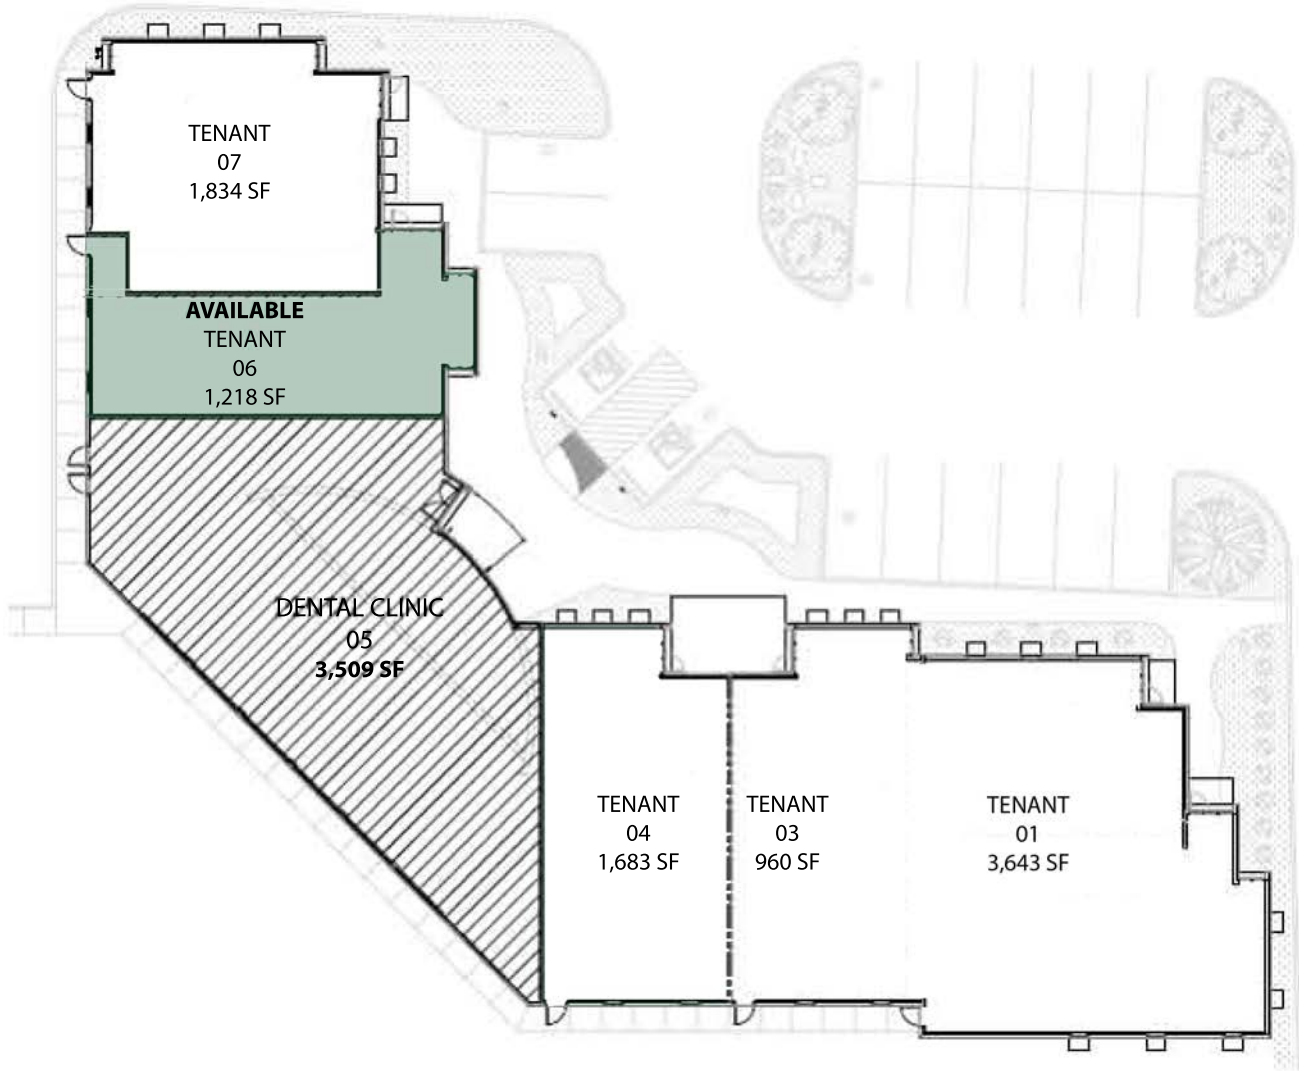 TENANT
07
1,834 SF
AVAILABLE
TENANT
06
1,218 SF
DENTAL CLINIC
05
3,509 SF
TENANT
04
1,683 SF
TENANT
03
960 SF
TENANT
01
3,643 SF